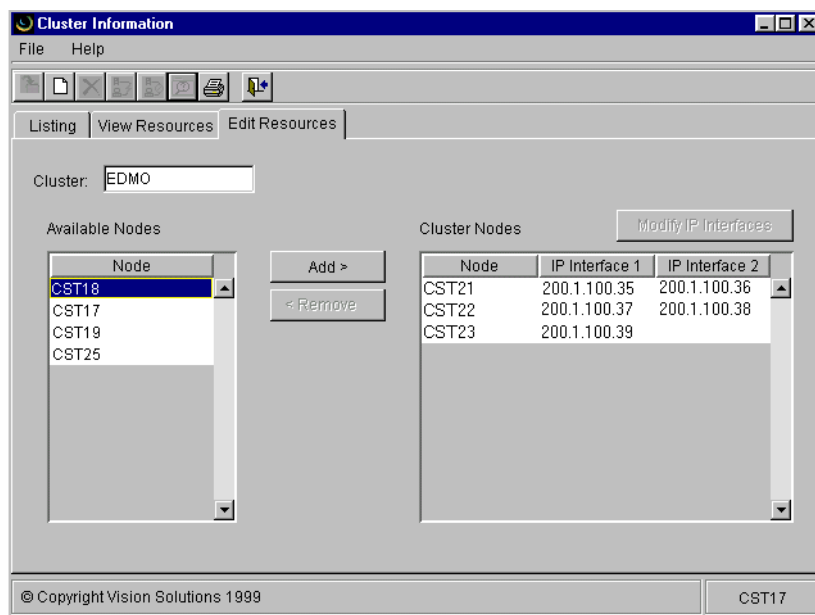 Cluster Information
File Help
Listing View Resources Edit Resources
Cluster: EDMO
Available Nodes
Node
CST18
CST17
CST19
CST25
Add >
< Remove
Cluster Nodes Modify IP Interfaces
Node IP Interface 1 IP Interface 2
CST21 200.1.100.35 200.1.100.36
CST22 200.1.100.37 200.1.100.38
CST23 200.1.100.39
© Copyright Vision Solutions 1999 CST17